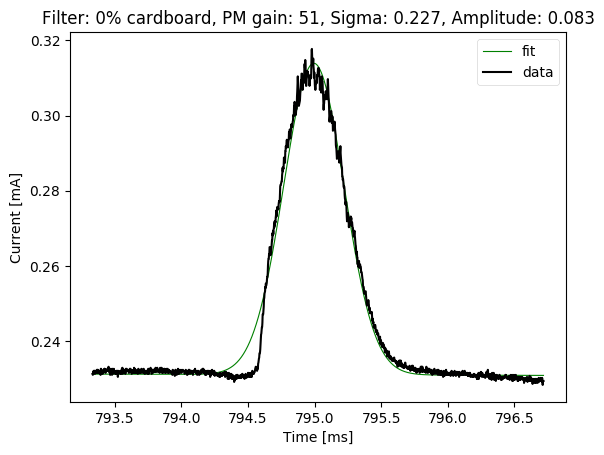 Filter: 0% cardboard, PM gain: 51, Sigma: 0.227, Amplitude: 0.083
0.32
fit
data
0.30
0.28
0.26
0.24
Current [mA]
793.5 794.0 794.5 795.0 795.5 796.0 796.5
Time [ms]